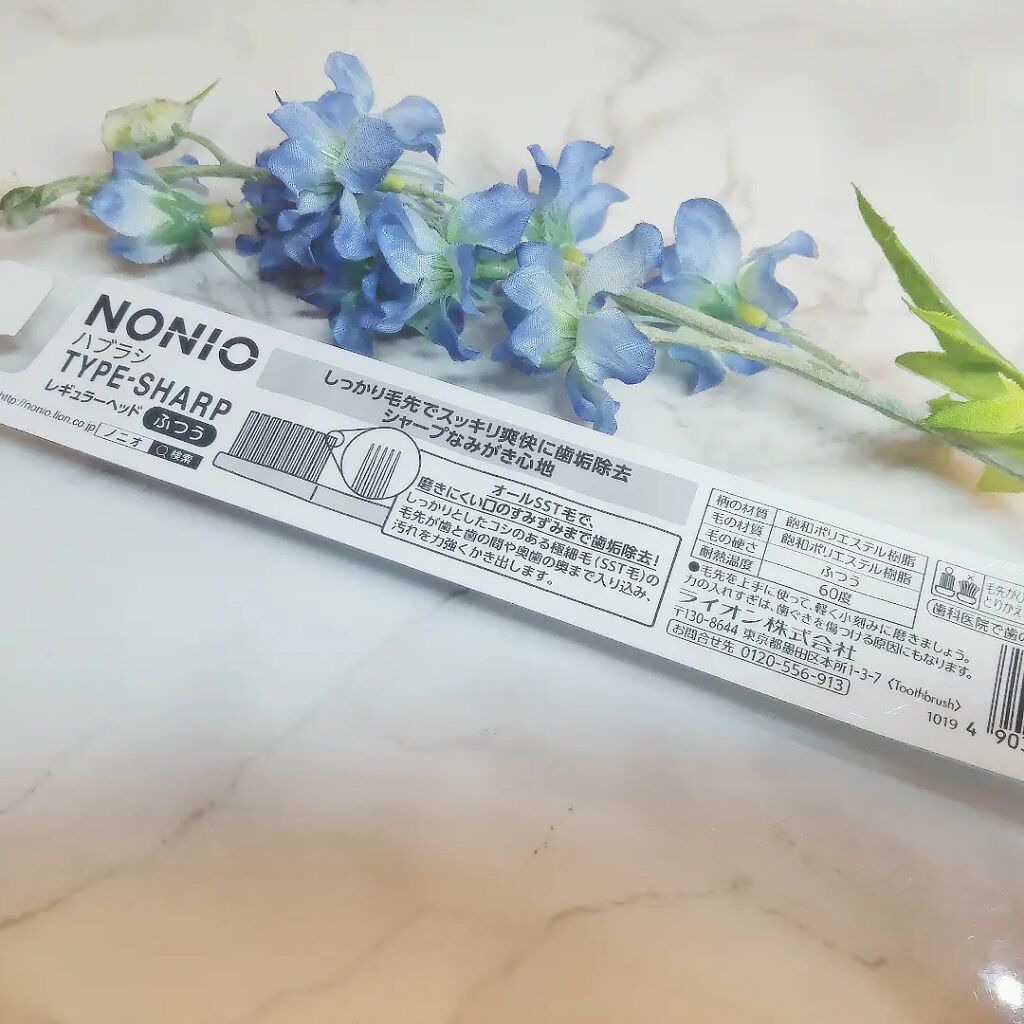 NONIO
ハブラシ
TYPE-SHARP
レギュラーヘッド ふつう
http://nonio.lion.co.jp ノニオ 検索
しっかり毛先でスッキリ爽快に歯垢除去
シャープなみがき心地
オールSST毛で、
磨きにくい口のすみずみまで歯垢除去!
しっかりとしたコシのある極細毛(SST毛)の
毛先が歯と歯の間や奥歯の奥まで入り込み、
汚れを力強くかき出します。
柄の材質 飽和ポリエステル樹脂
毛の材質 飽和ポリエステル樹脂
毛の硬さ ふつう
耐熱温度 60度
●毛先を上手に使って、軽く小刻みに磨きましょう。
力の入れすぎは、歯ぐきを傷つける原因にもなります。
ライオン株式会社
〒130-8644 東京都墨田区本所1-3-7 〈Toothbrush〉
お問合せ先 0120-556-913
1019
毛先が
とりかえ
歯科医院で歯の
4 90